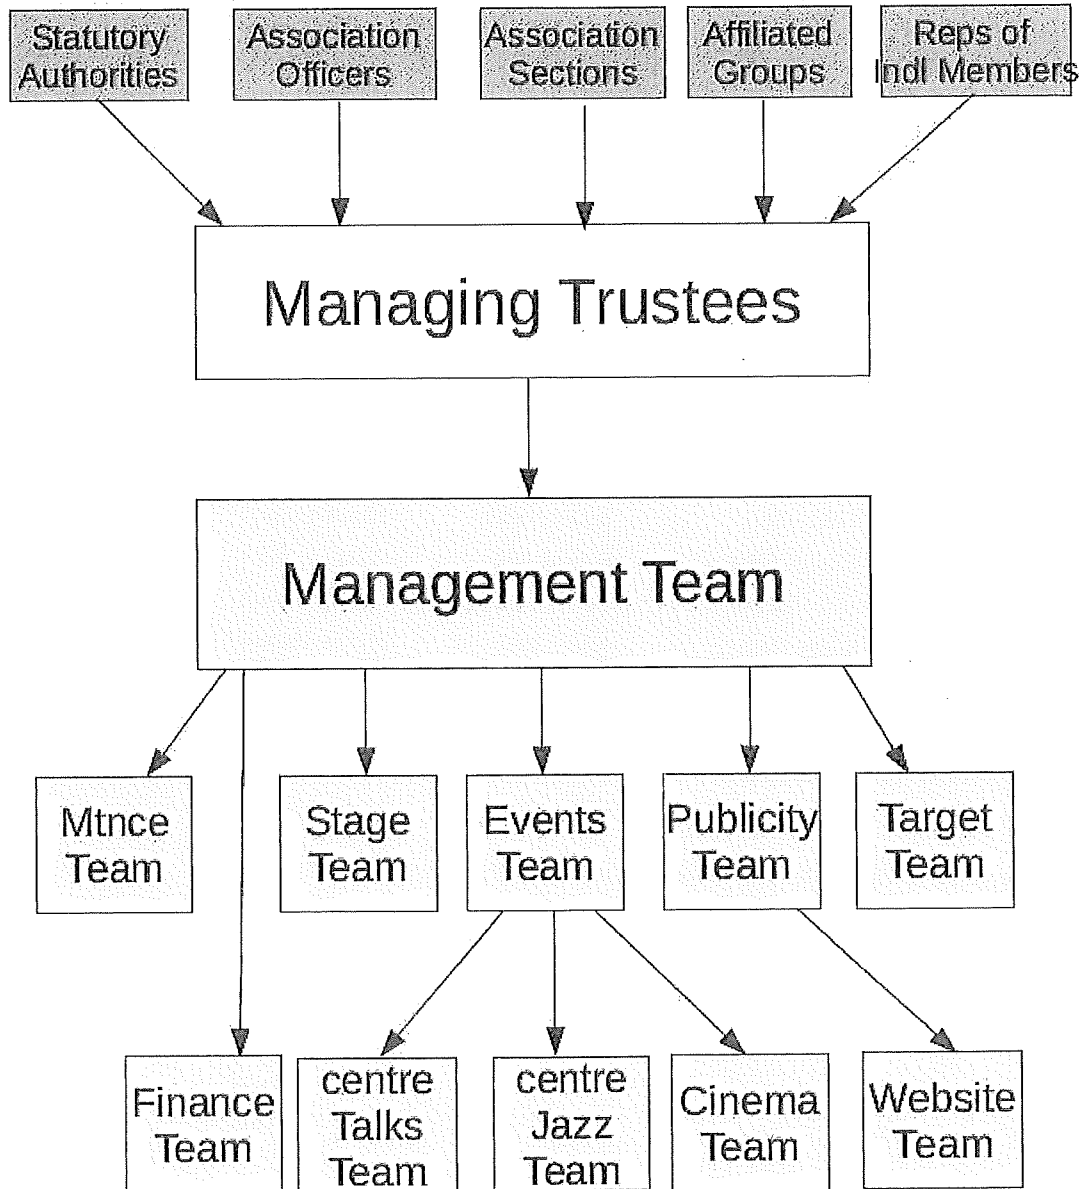 Statutory
Authorities
Association
Officers
Association
Sections
Affiliated
Groups
Reps of
Indl Members
Managing Trustees
Management Team
Mtnce
Team
Stage
Team
Events
Team
Publicity
Team
Target
Team
Finance
Team
centre
Talks
Team
centre
Jazz
Team
Cinema
Team
Website
Team